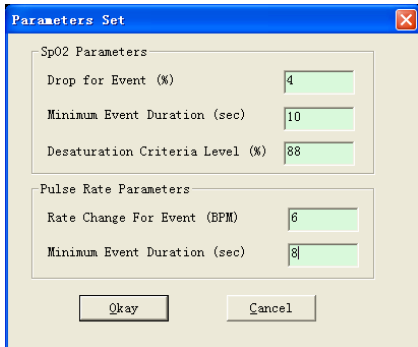 Parameters Set
SpO2 Parameters
Drop for Event (%) 4
Minimum Event Duration (sec) 10
Desaturation Criteria Level (%) 88
Pulse Rate Parameters
Rate Change For Event (BPM) 6
Minimum Event Duration (sec) 8
Okay Cancel